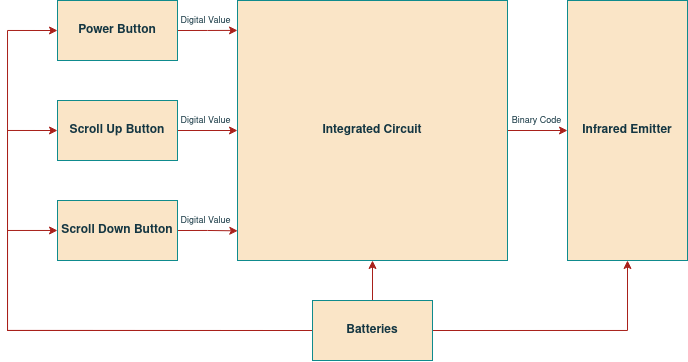 Power Button
Digital Value
Scroll Up Button
Digital Value
Integrated Circuit
Binary Code
Infrared Emitter
Scroll Down Button
Digital Value
Batteries